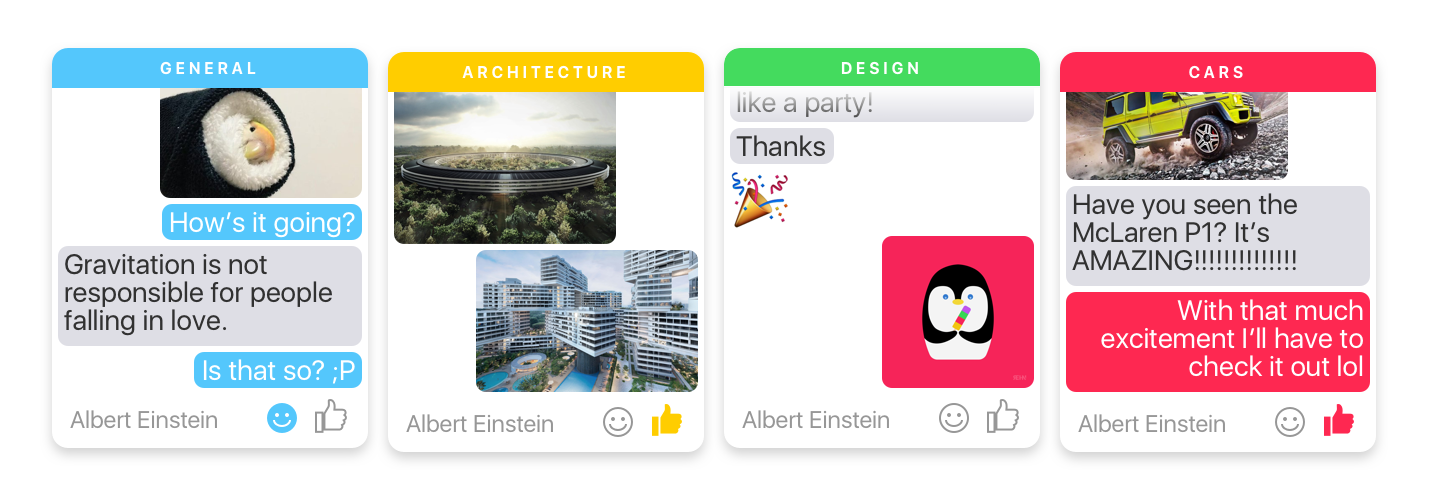 GENERAL
How’s it going?
Gravitation is not
responsible for people
falling in love.
Is that so? ;P
Albert Einstein
ARCHITECTURE
Albert Einstein
DESIGN
like a party!
Thanks
Albert Einstein
CARS
Have you seen the
McLaren P1? It’s
AMAZING!!!!!!!!!!!!!!!
With that much
excitement I’ll have to
check it out lol
Albert Einstein